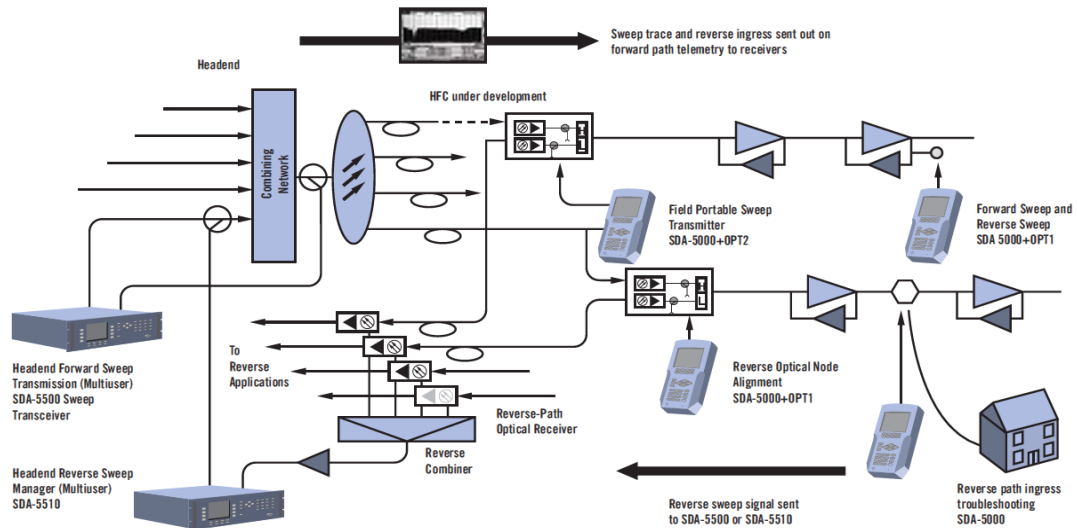 Sweep trace and reverse ingress sent out on
forward path telemetry to receivers
Headend
HFC under development
Combining
Network
Field Portable Sweep
Transmitter
SDA-5000+OPT2
Forward Sweep and
Reverse Sweep
SDA 5000+OPT1
Headend Forward Sweep
Transmission (Multiuser)
SDA-5500 Sweep
Transceiver
To
Reverse
Applications
Reverse-Path
Optical Receiver
Reverse
Combiner
Reverse Optical Node
Alignment
SDA-5000+OPT1
Headend Reverse Sweep
Manager (Multiuser)
SDA-5510
Reverse sweep signal sent
to SDA-5500 or SDA-5510
Reverse path ingress
troubleshooting
SDA-5000